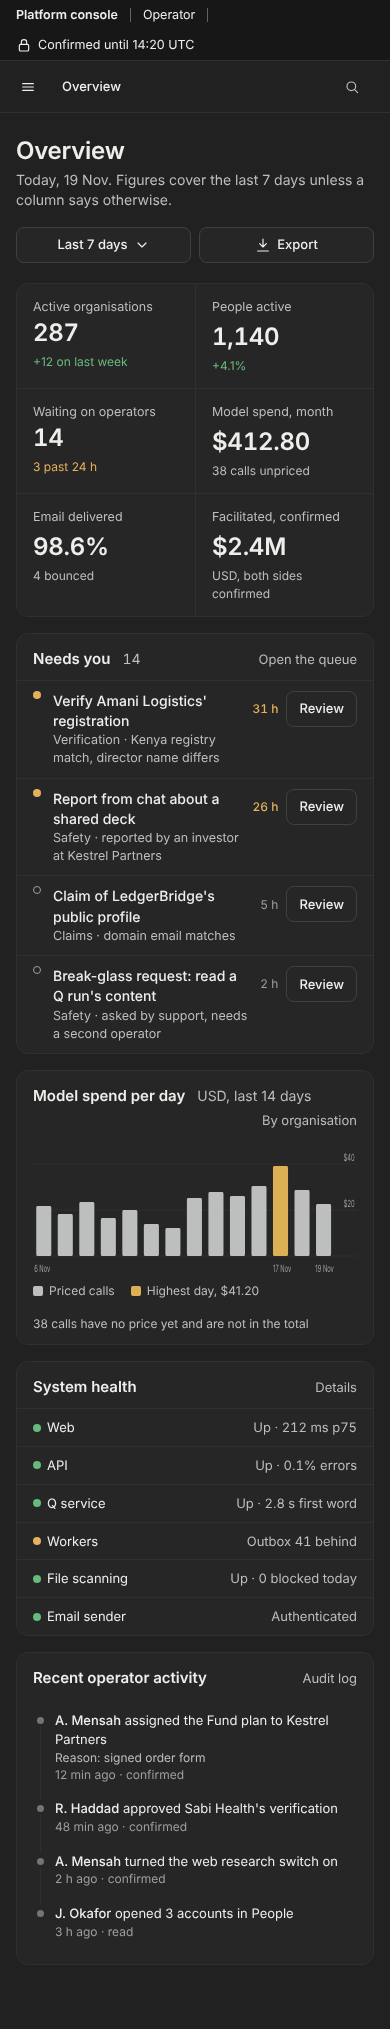 Platform console
Operator
Confirmed until 14:20 UTC
Overview
Overview
Today, 19 Nov. Figures cover the last 7 days unless a
column says otherwise.
Last 7 days
Export
Active organisations
287
+12 on last week
People active
1,140
+4.1%
Waiting on operators
14
3 past 24 h
Model spend, month
$412.80
38 calls unpriced
Email delivered
98.6%
4 bounced
Facilitated, confirmed
$2.4M
USD, both sides
confirmed
Needs you 14
Open the queue
Verify Amani Logistics'
registration
Verification · Kenya registry
match, director name differs
31 h
Review
Report from chat about a
shared deck
Safety · reported by an investor
at Kestrel Partners
26 h
Review
Claim of LedgerBridge's
public profile
Claims · domain email matches
5 h
Review
Break-glass request: read a
Q run's content
Safety · asked by support, needs
a second operator
2 h
Review
Model spend per day USD, last 14 days
By organisation
$40
$20
6 Nov
17 Nov
19 Nov
Priced calls
Highest day, $41.20
38 calls have no price yet and are not in the total
System health
Details
Web
Up · 212 ms p75
API
Up · 0.1% errors
Q service
Up · 2.8 s first word
Workers
Outbox 41 behind
File scanning
Up · 0 blocked today
Email sender
Authenticated
Recent operator activity
Audit log
A. Mensah assigned the Fund plan to Kestrel
Partners
Reason: signed order form
12 min ago · confirmed
R. Haddad approved Sabi Health's verification
48 min ago · confirmed
A. Mensah turned the web research switch on
2 h ago · confirmed
J. Okafor opened 3 accounts in People
3 h ago · read